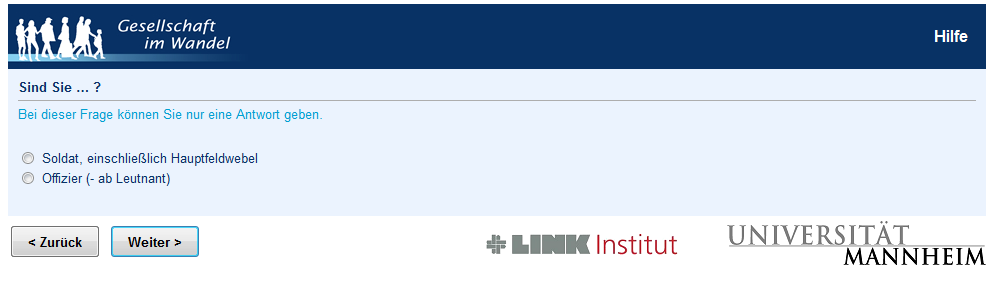 Gesellschaft
im Wandel
Hilfe
Sind Sie ... ?
Bei dieser Frage können Sie nur eine Antwort geben.
Soldat, einschließlich Hauptfeldwebel
Offizier (- ab Leutnant)
< Zurück
Weiter >
LINK Institut
UNIVERSITÄT
MANNHEIM